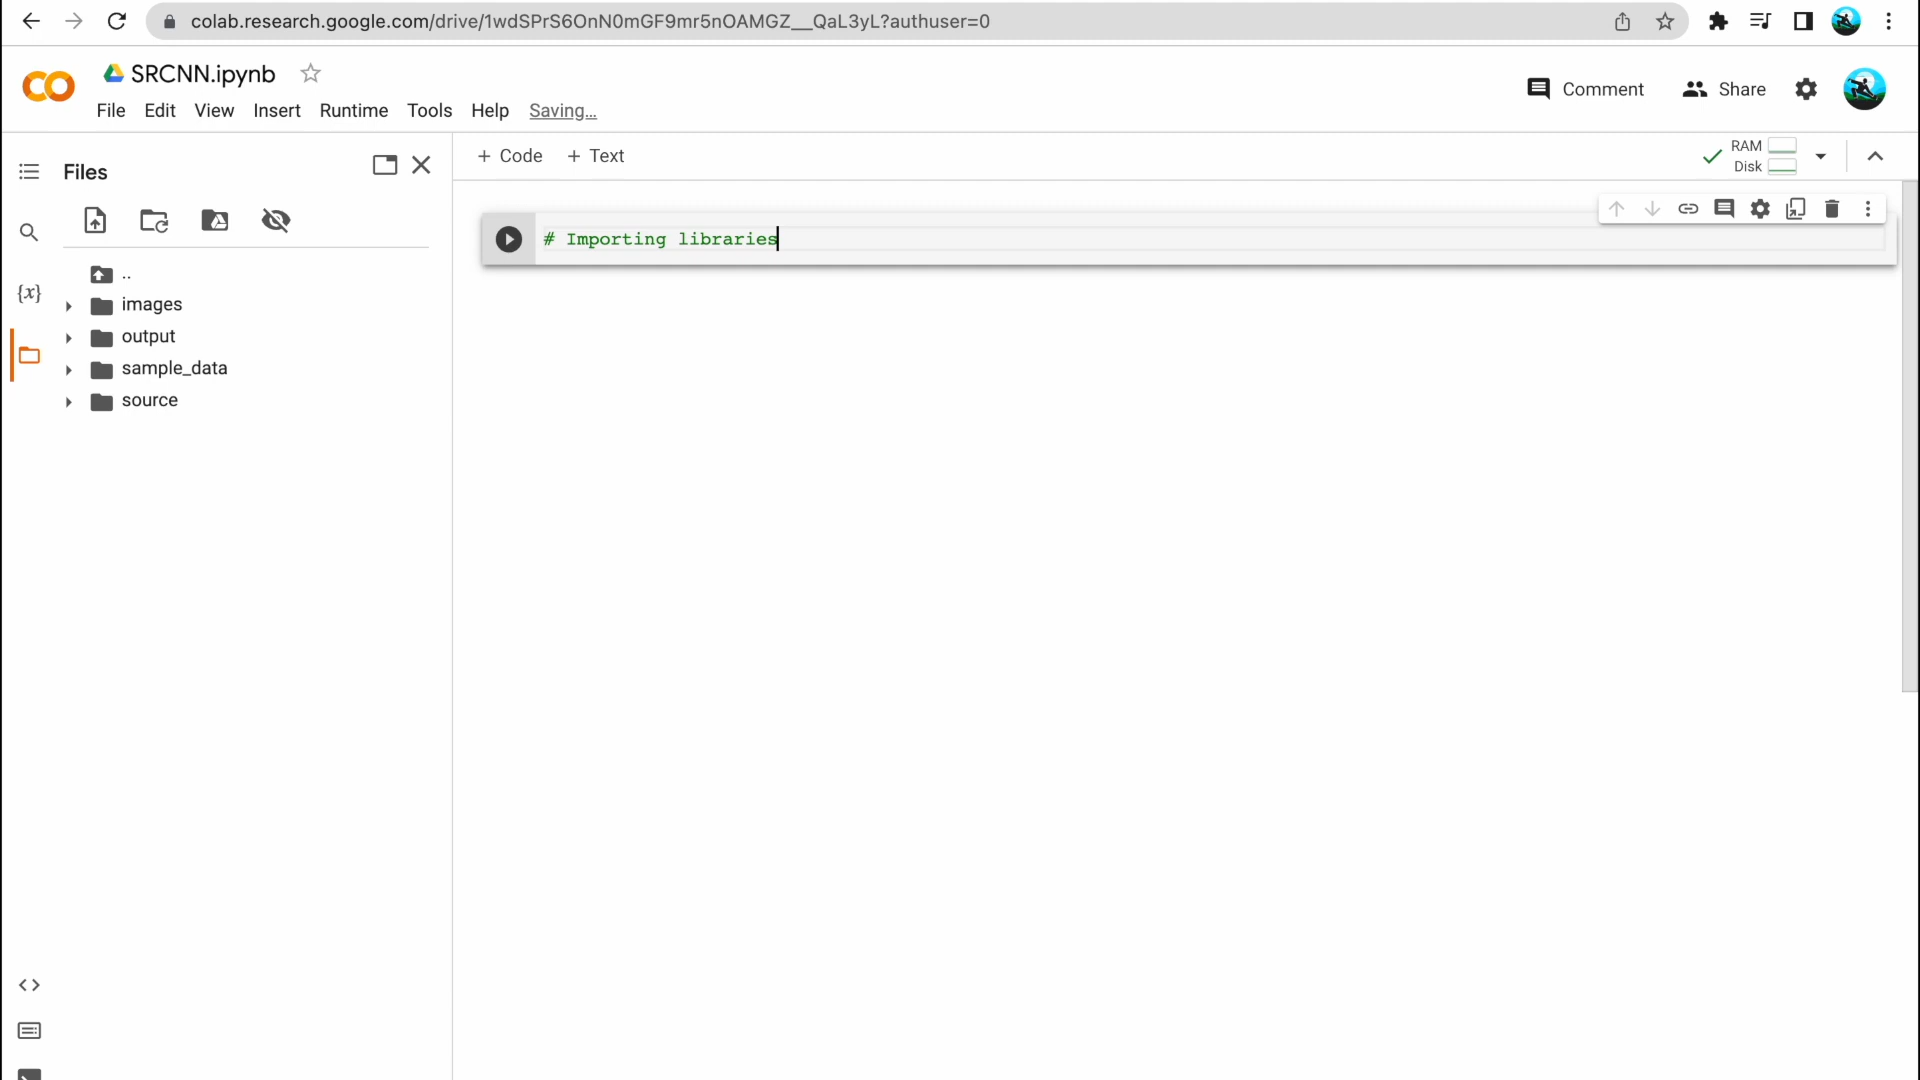 colab.research.google.com/drive/1wdSPrS6OnN0mGF9mr5nOAMGZ__QaL3yL?authuser=0
SRCNN.ipynb
File Edit View Insert Runtime Tools Help Saving...
Comment Share
Files
+ Code + Text
RAM
Disk
{x}
# Importing libraries
..
images
output
sample_data
source